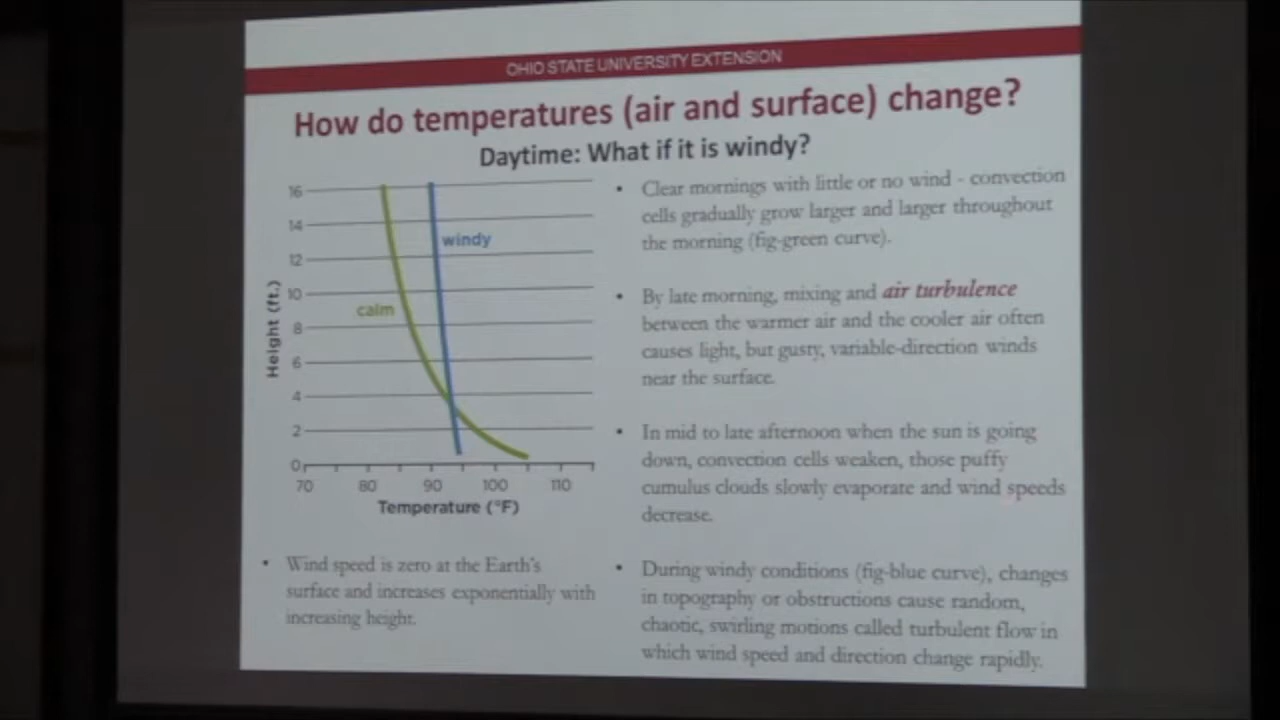 OHIO STATE UNIVERSITY EXTENSION
How do temperatures (air and surface) change?
Daytime: What if it is windy?
16
14
12
10
8
6
4
2
0
Height (ft.)
windy
calm
70 80 90 100 110
Temperature (°F)
• Wind speed is zero at the Earth's
surface and increases exponentially with
increasing height.
• Clear mornings with little or no wind - convection
cells gradually grow larger and larger throughout
the morning (fig-green curve).
• By late morning, mixing and air turbulence
between the warmer air and the cooler air often
causes light, but gusty, variable-direction winds
near the surface.
• In mid to late afternoon when the sun is going
down, convection cells weaken, those puffy
cumulus clouds slowly evaporate and wind speeds
decrease.
• During windy conditions (fig-blue curve), changes
in topography or obstructions cause random,
chaotic, swirling motions called turbulent flow in
which wind speed and direction change rapidly.